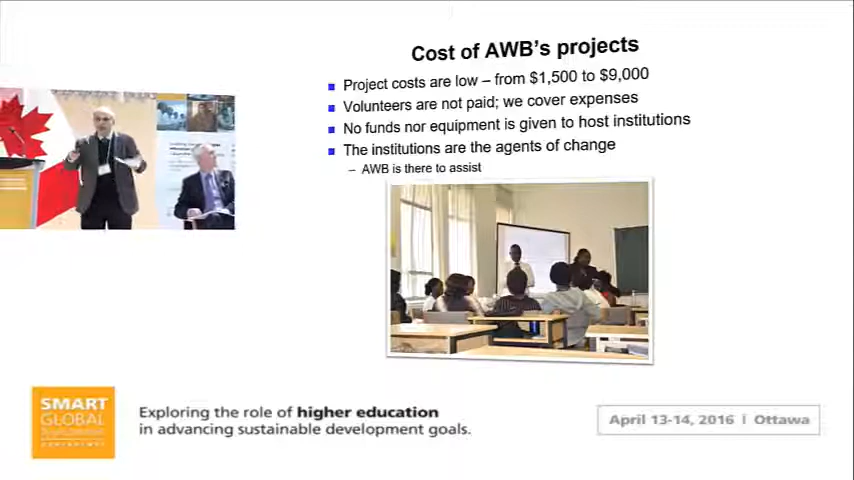 Cost of AWB's projects
Project costs are low – from $1,500 to $9,000
Volunteers are not paid; we cover expenses
No funds nor equipment is given to host institutions
The institutions are the agents of change
– AWB is there to assist
SMART
GLOBAL
Exploring the role of higher education
in advancing sustainable development goals.
April 13-14, 2016 | Ottawa